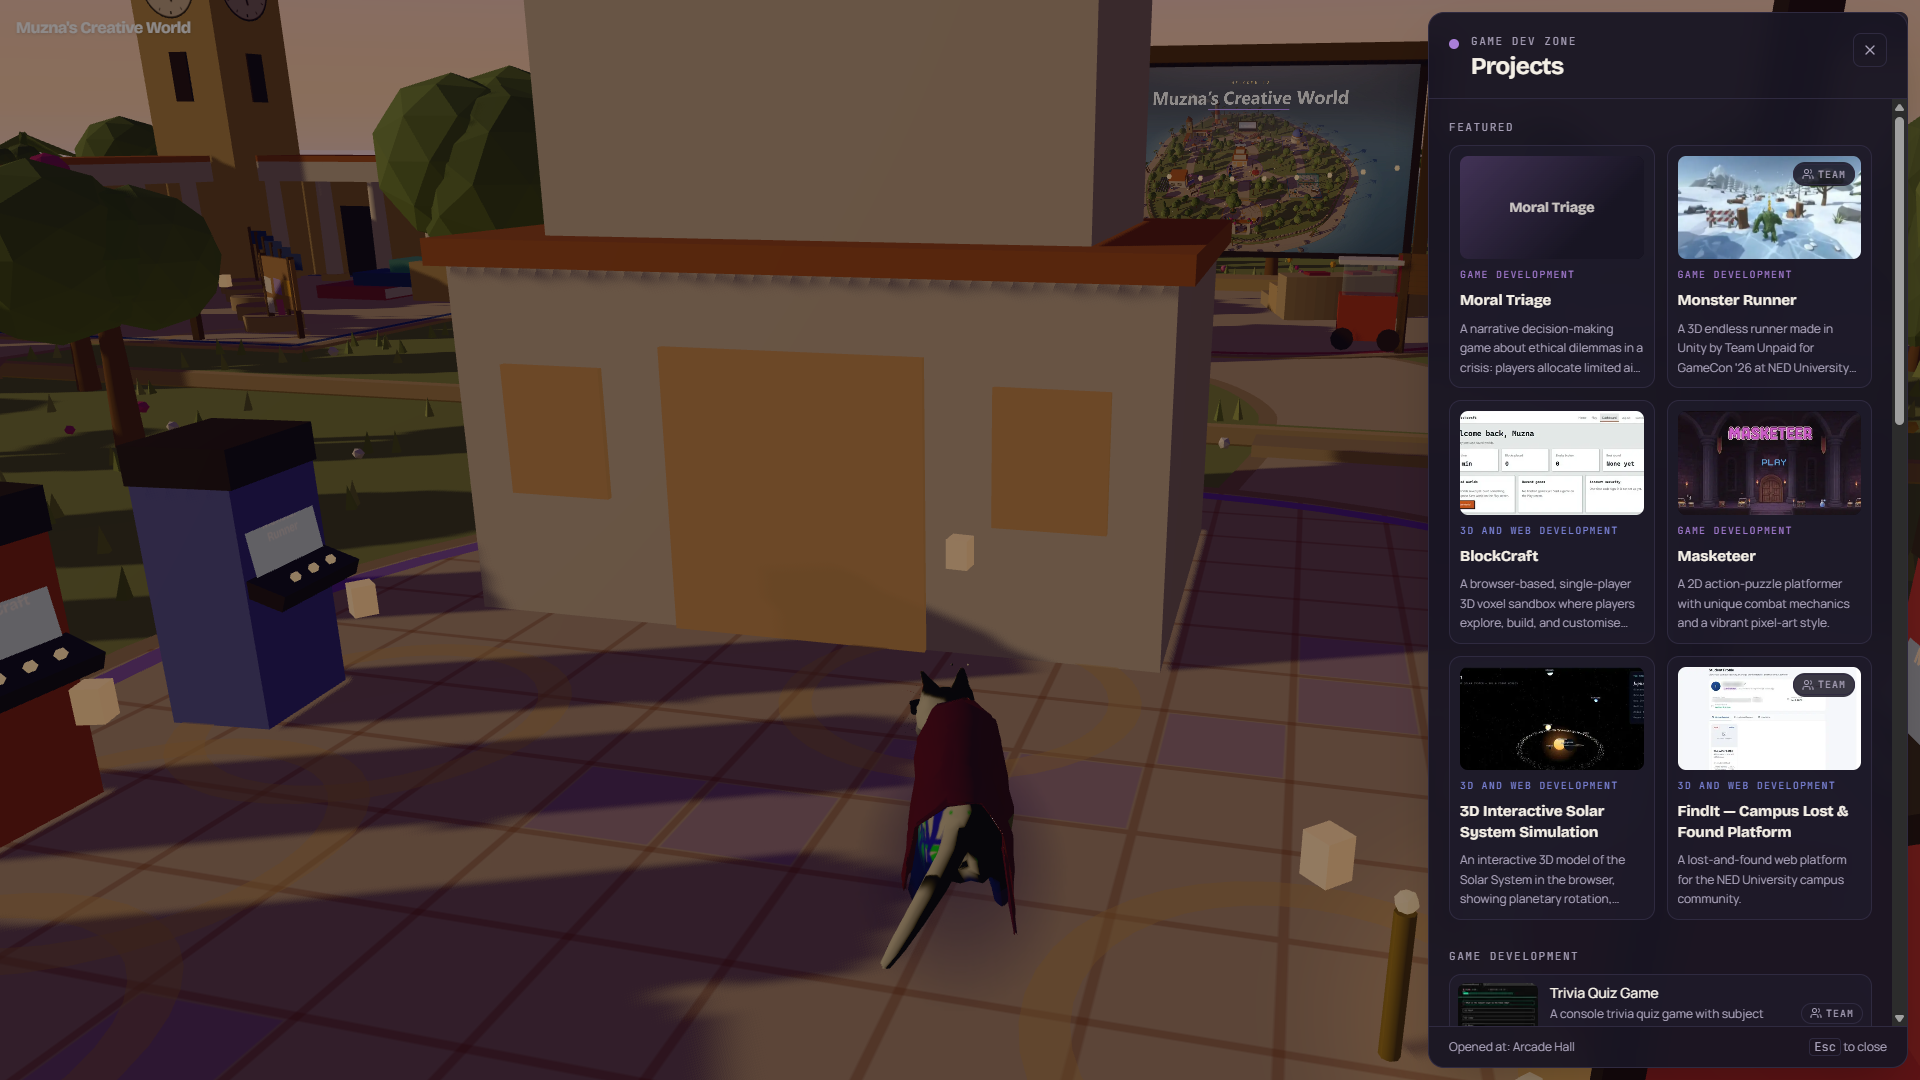 Muzna's Creative World
Muzna's Creative World
GAME DEV ZONE
Projects
FEATURED
Moral Triage
GAME DEVELOPMENT
Moral Triage
A narrative decision-making
game about ethical dilemmas in a
crisis: players allocate limited ai...
TEAM
GAME DEVELOPMENT
Monster Runner
A 3D endless runner made in
Unity by Team Unpaid for
GameCon '26 at NED University...
lcome back, Muzna
min
0
0
None yet
3D AND WEB DEVELOPMENT
BlockCraft
A browser-based, single-player
3D voxel sandbox where players
explore, build, and customise...
MASKETEER
PLAY
GAME DEVELOPMENT
Masketeer
A 2D action-puzzle platformer
with unique combat mechanics
and a vibrant pixel-art style.
3D AND WEB DEVELOPMENT
3D Interactive Solar
System Simulation
An interactive 3D model of the
Solar System in the browser,
showing planetary rotation,...
TEAM
3D AND WEB DEVELOPMENT
FindIt — Campus Lost &
Found Platform
A lost-and-found web platform
for the NED University campus
community.
GAME DEVELOPMENT
Trivia Quiz Game
A console trivia quiz game with subject
TEAM
Opened at: Arcade Hall
Esc to close